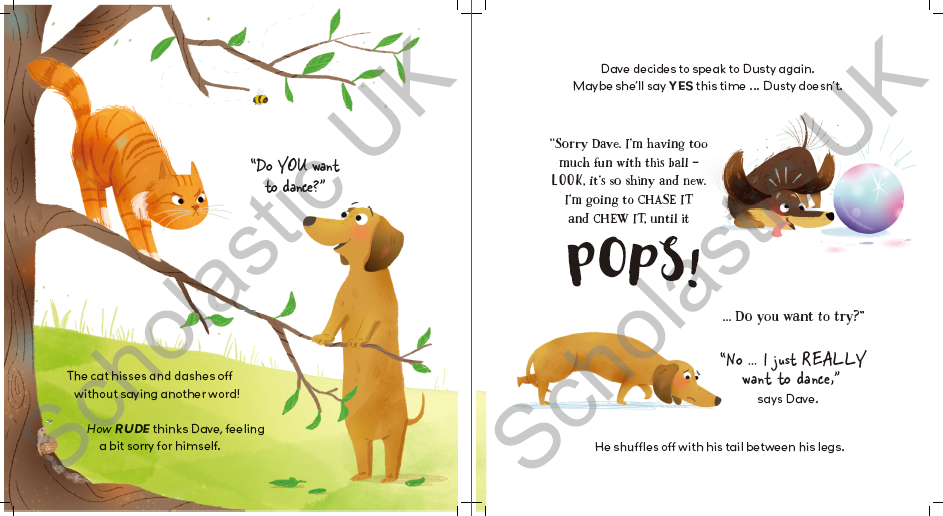 "Do YOU want
to dance?"
The cat hisses and dashes off
without saying another word!
How RUDE thinks Dave, feeling
a bit sorry for himself.
Scholastic UK
Dave decides to speak to Dusty again.
Maybe she'll say YES this time ... Dusty doesn't.
"Sorry Dave. I'm having too
much fun with this ball –
LOOK, it's so shiny and new.
I'm going to CHASE IT
and CHEW IT, until it
POPS!
... Do you want to try?"
"No ... I just REALLY
want to dance,"
says Dave.
He shuffles off with his tail between his legs.
Scholastic UK